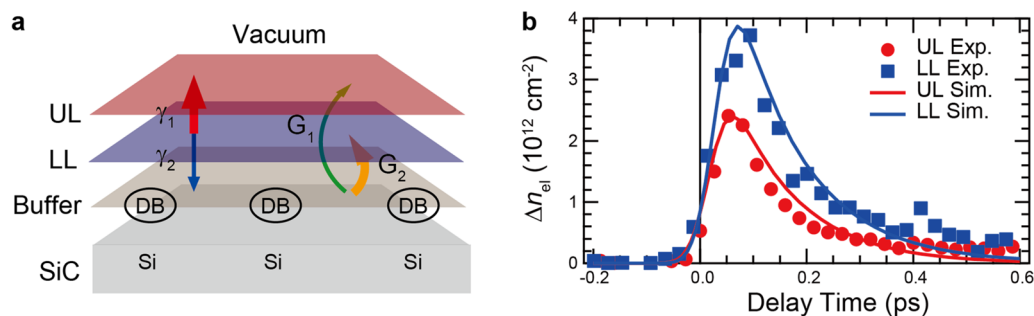 a
Vacuum
UL
γ1
G1
LL
γ2
G2
Buffer
DB DB DB
Si Si Si
SiC
b
4
3
2
1
0
Δnel (10^12 cm^-2)
UL Exp.
LL Exp.
UL Sim.
LL Sim.
-0.2 0.0 0.2 0.4 0.6
Delay Time (ps)